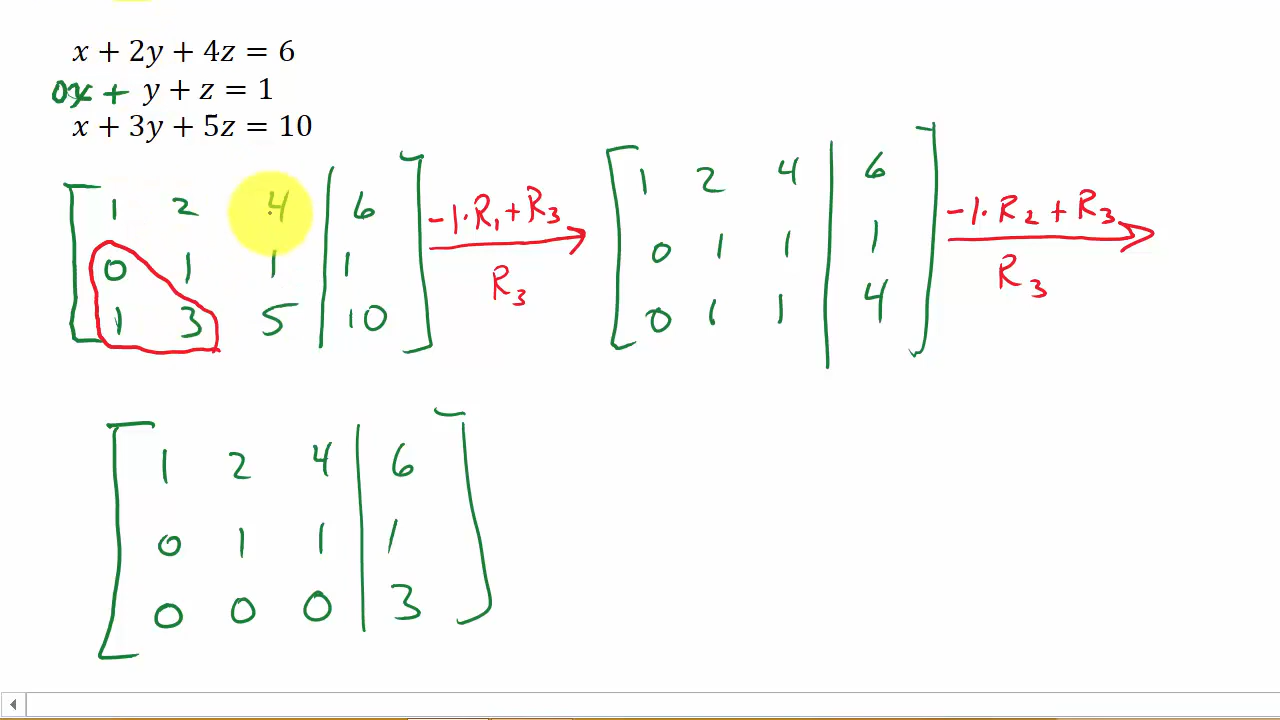 x + 2y + 4z = 6
0x + y + z = 1
x + 3y + 5z = 10
1 2 4 | 6
0 1 1 | 1
1 3 5 | 10
-1·R₁ + R₃
R₃
1 2 4 | 6
0 1 1 | 1
0 1 1 | 4
-1·R₂ + R₃
R₃
1 2 4 | 6
0 1 1 | 1
0 0 0 | 3